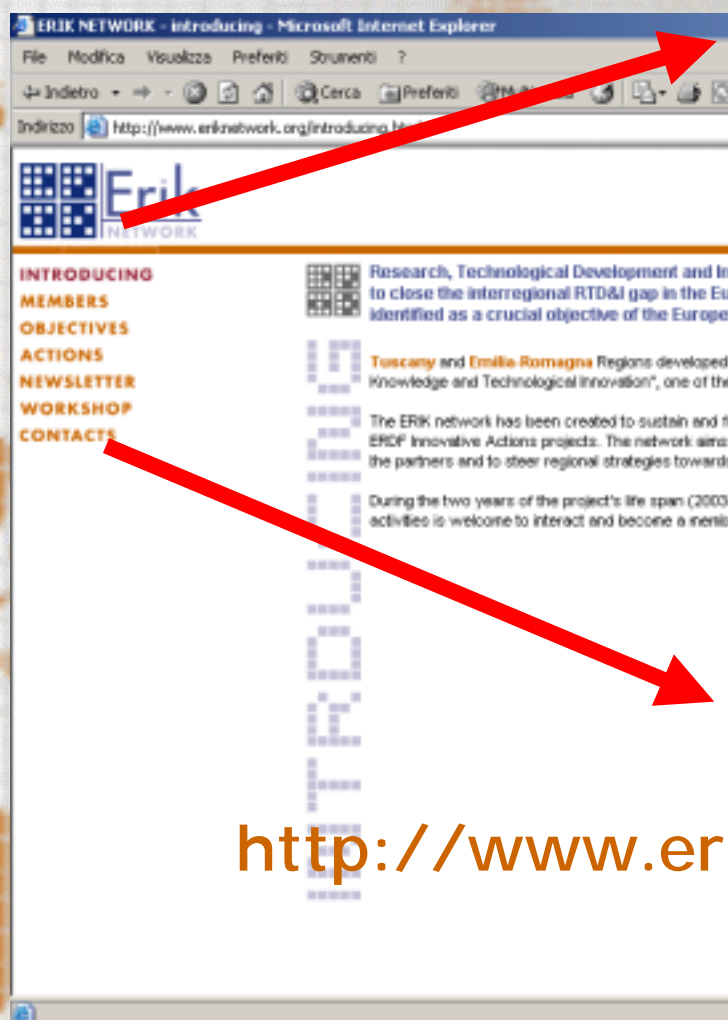 ERIK NETWORK - introducing - Microsoft Internet Explorer
File Modifica Visualizza Preferiti Strumenti ?
Indietro Cerca Preferiti
Indirizzo http://www.eriknetwork.org/introducing.
Erik
NETWORK
INTRODUCING
MEMBERS
OBJECTIVES
ACTIONS
NEWSLETTER
WORKSHOP
CONTACTS
Research, Technological Development and
to close the interregional RTD&I gap in the
identified as a crucial objective of the
Tuscany and Emilia-Romagna Regions developed
Knowledge and Technological Innovation", one of
The ERIK network has been created to sustain and
ERDF Innovative Actions projects. The network aims
the partners and to steer regional strategies towards
During the two years of the project's life span (2003
activities is welcome to interact and become a
http://www.er